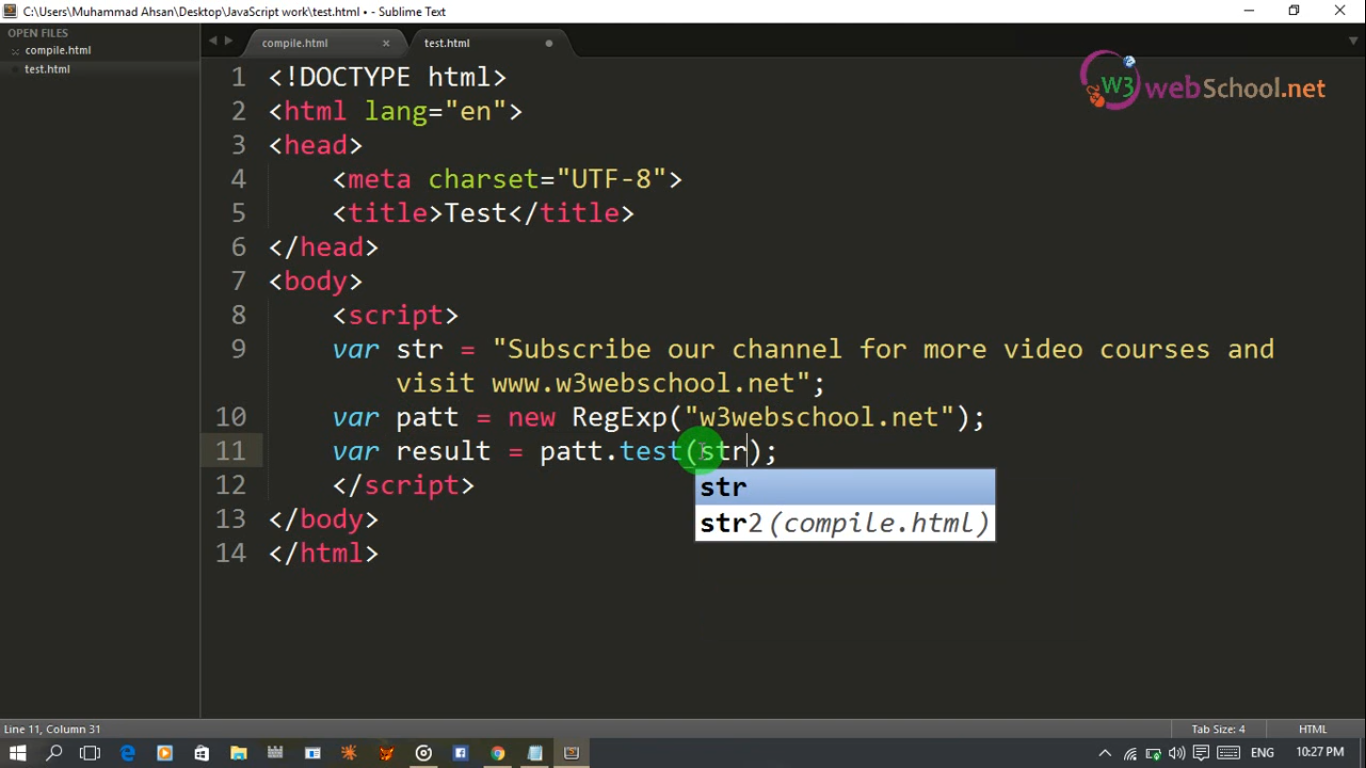 C:\Users\Muhammad Ahsan\Desktop\JavaScript work\test.html • - Sublime Text
OPEN FILES
compile.html
test.html
compile.html
test.html
W3 webSchool.net
1 <!DOCTYPE html>
2 <html lang="en">
3 <head>
4 <meta charset="UTF-8">
5 <title>Test</title>
6 </head>
7 <body>
8 <script>
9 var str = "Subscribe our channel for more video courses and
visit www.w3webschool.net";
10 var patt = new RegExp("w3webschool.net");
11 var result = patt.test(str);
12 </script>
str
13 </body>
str2(compile.html)
14 </html>
Line 11, Column 31
Tab Size: 4
HTML
ENG
10:27 PM